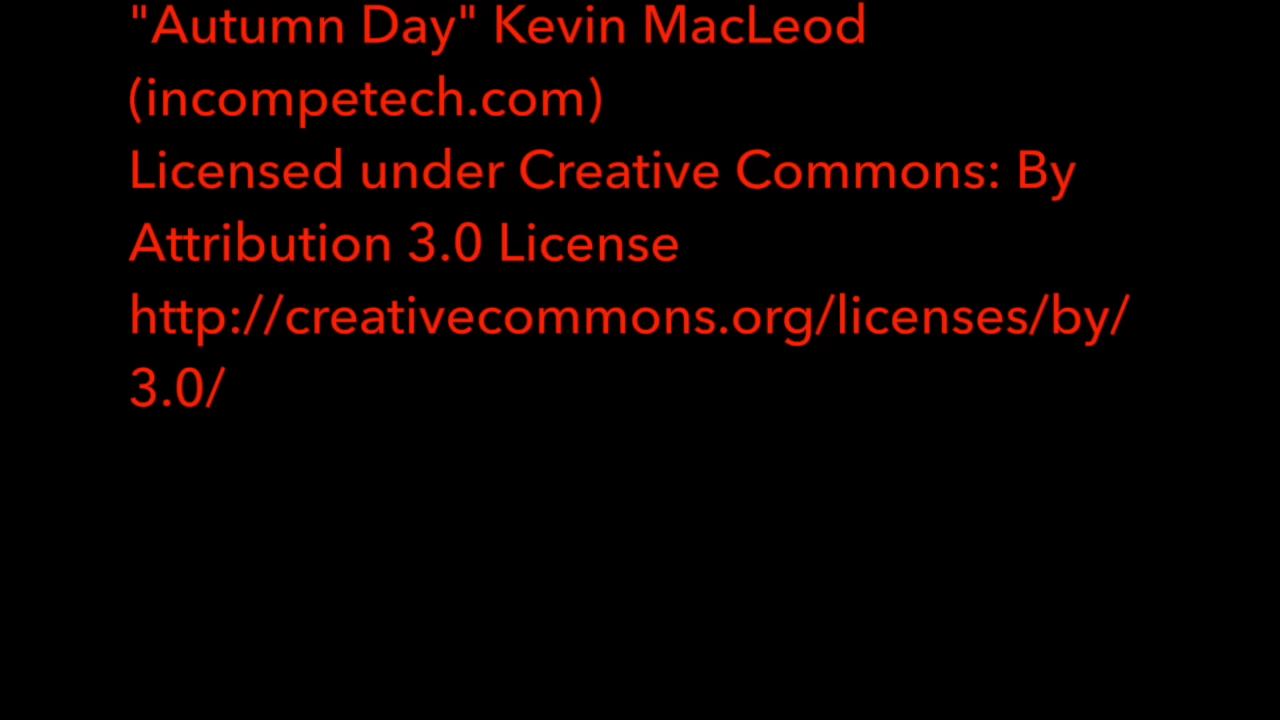 "Autumn Day" Kevin MacLeod
(incompetech.com)
Licensed under Creative Commons: By
Attribution 3.0 License
http://creativecommons.org/licenses/by/
3.0/